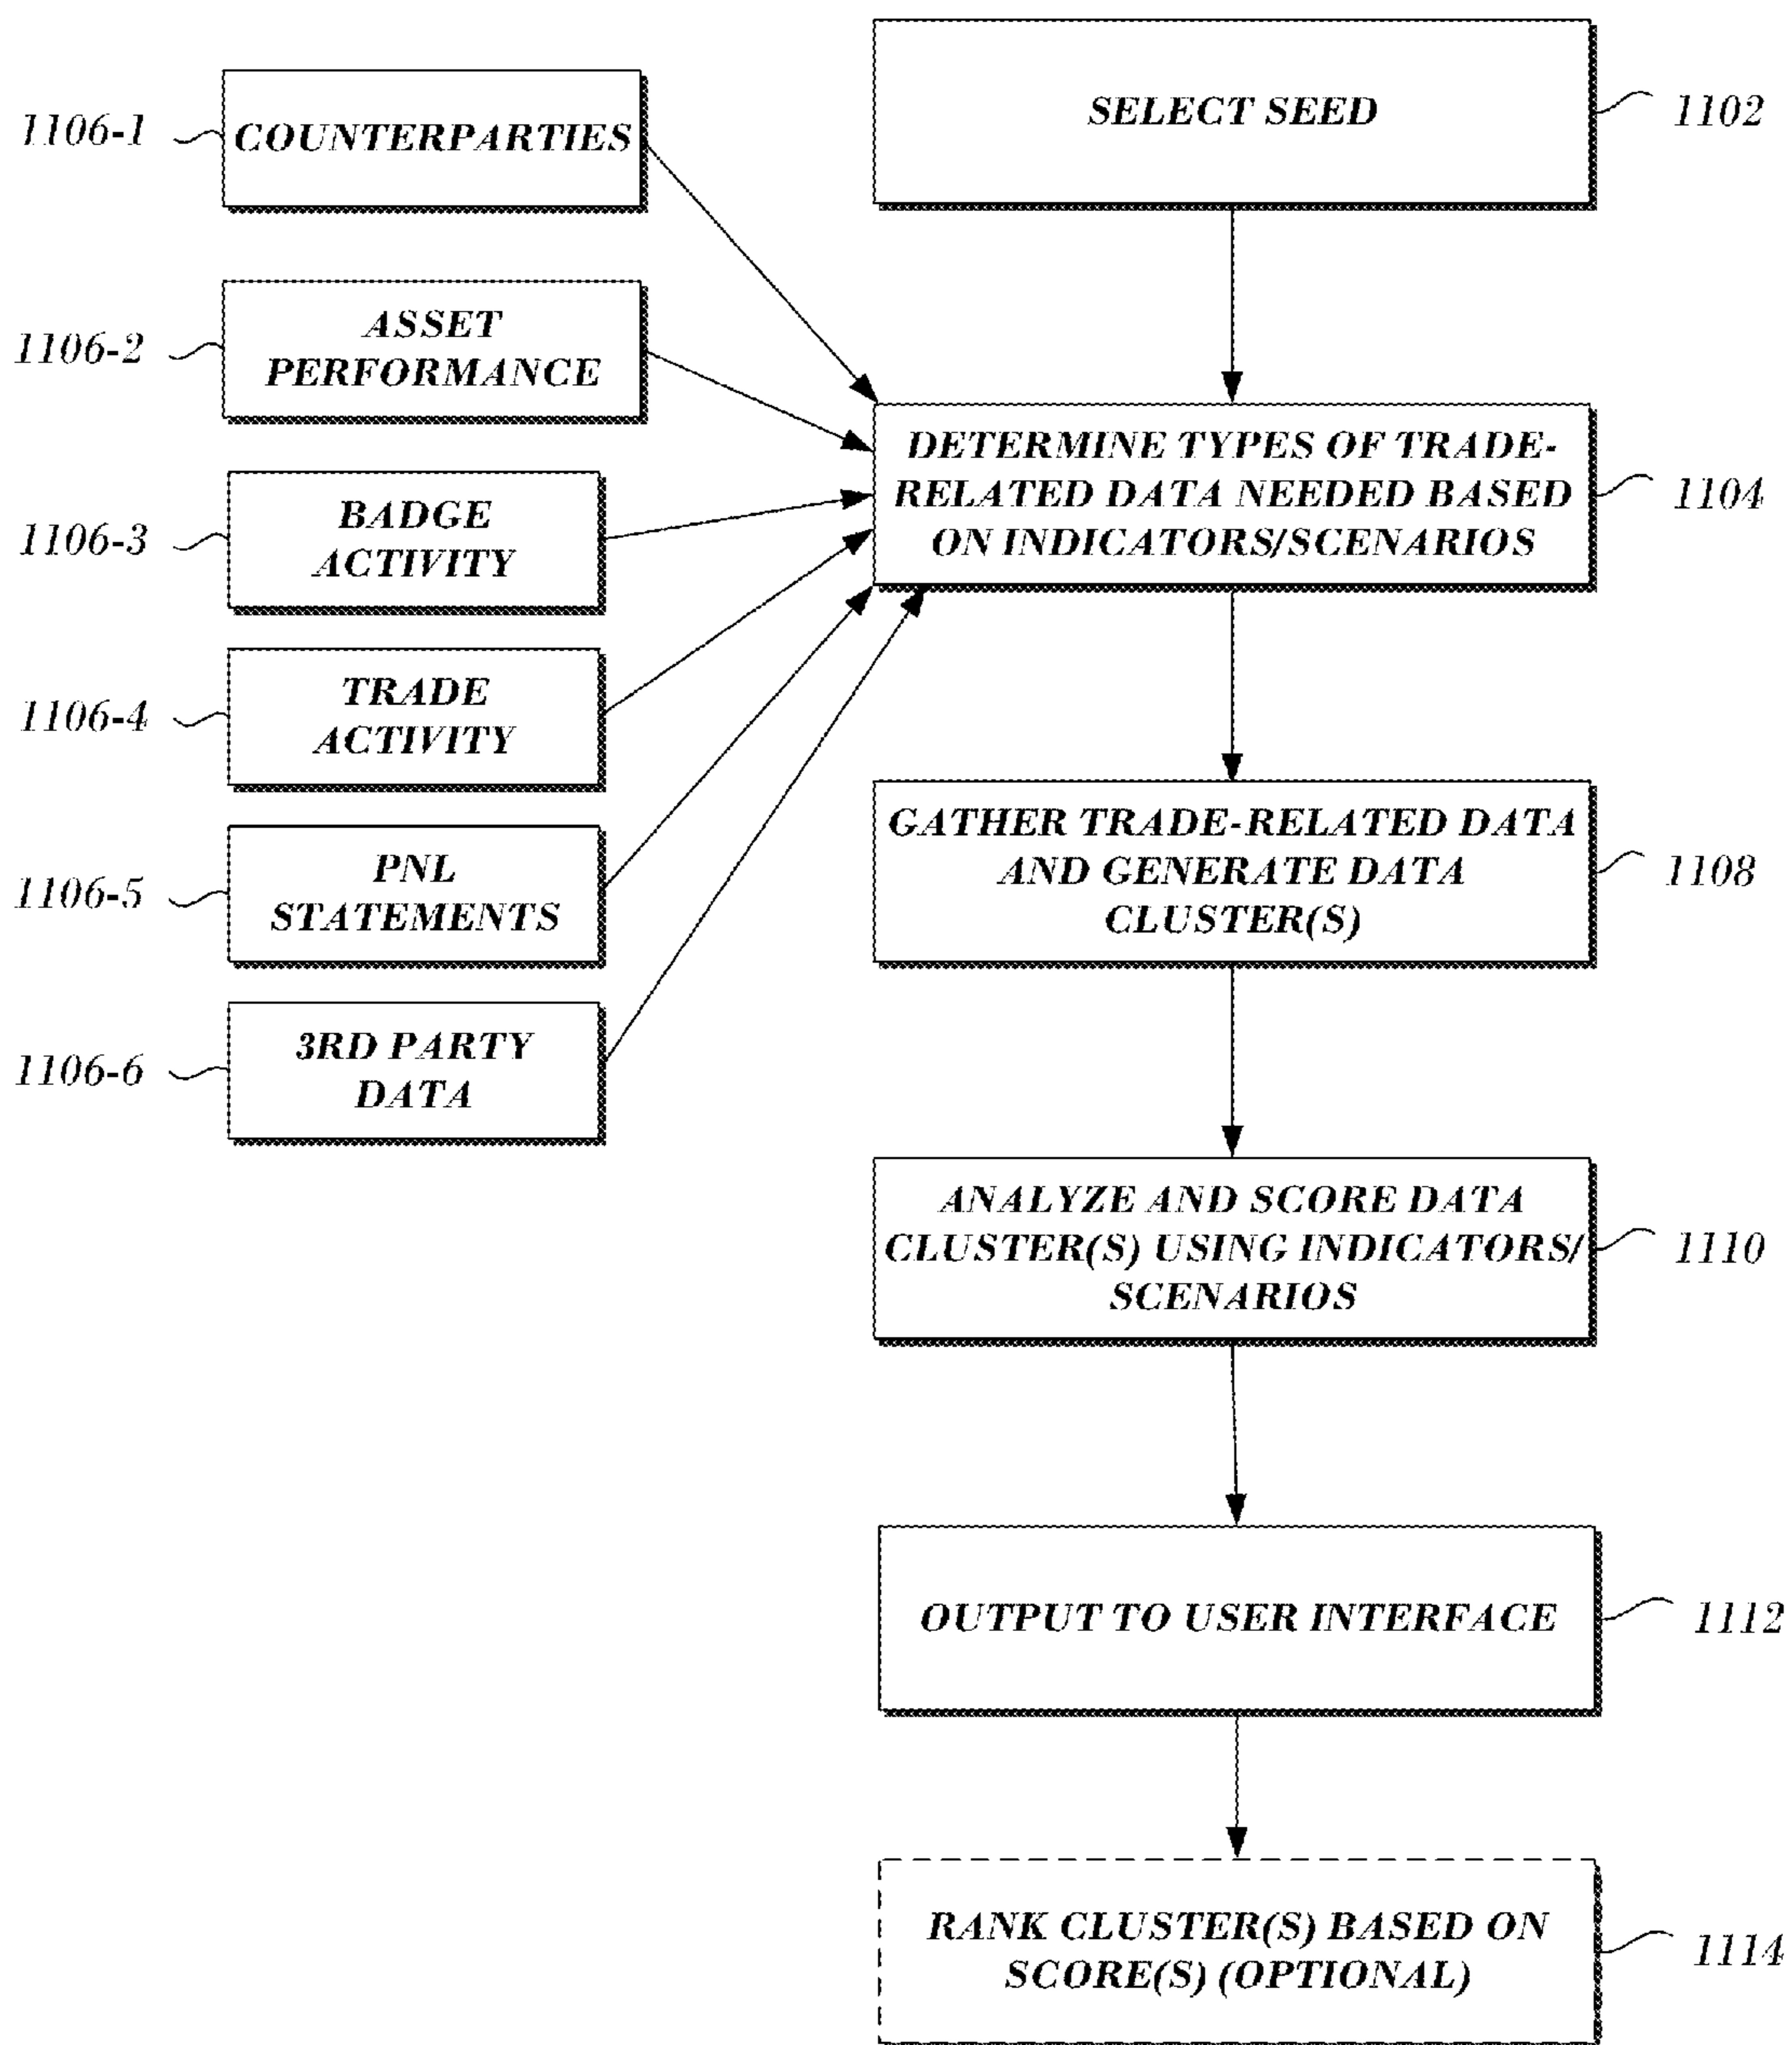 SELECT SEED
1102
1106-1
COUNTERPARTIES
1106-2
ASSET
PERFORMANCE
1106-3
BADGE
ACTIVITY
1106-4
TRADE
ACTIVITY
1106-5
PNL
STATEMENTS
1106-6
3RD PARTY
DATA
DETERMINE TYPES OF TRADE-
RELATED DATA NEEDED BASED
ON INDICATORS/SCENARIOS
1104
GATHER TRADE-RELATED DATA
AND GENERATE DATA
CLUSTER(S)
1108
ANALYZE AND SCORE DATA
CLUSTER(S) USING INDICATORS/
SCENARIOS
1110
OUTPUT TO USER INTERFACE
1112
RANK CLUSTER(S) BASED ON
SCORE(S) (OPTIONAL)
1114